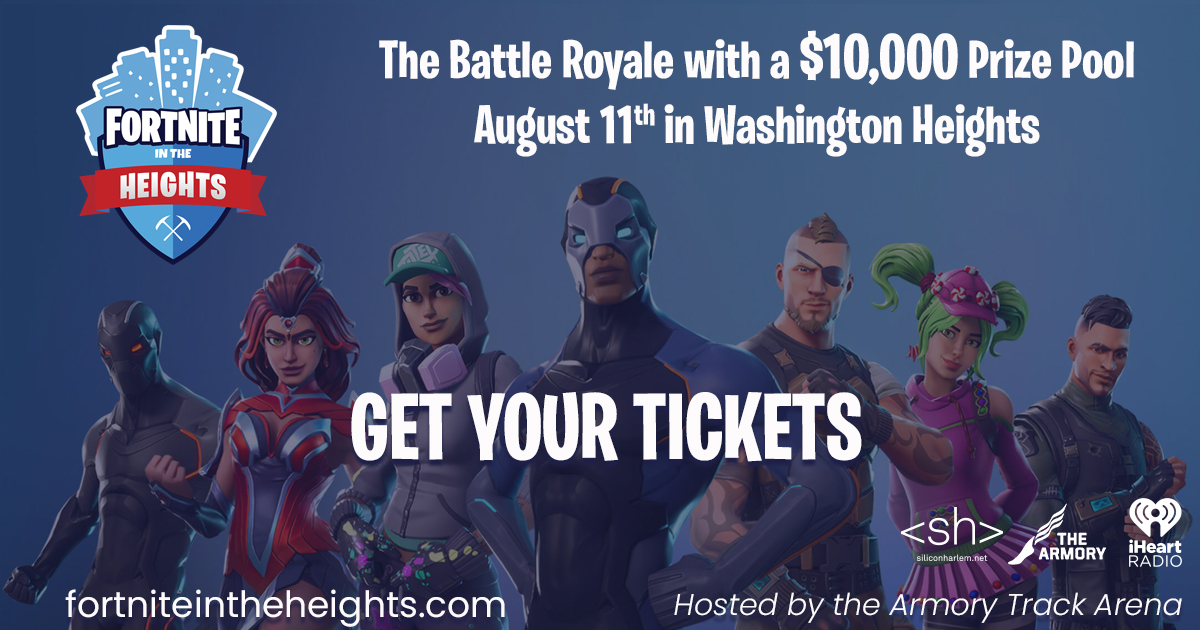 The Battle Royale with a $10,000 Prize Pool
August 11th in Washington Heights
FORTNITE
IN THE
HEIGHTS
GET YOUR TICKETS
<sh>
siliconharlem.net
THE
ARMORY
iHeart
RADIO
fortniteintheheights.com
Hosted by the Armory Track Arena